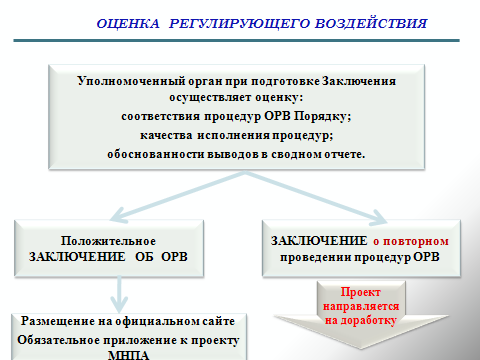 ОЦЕНКА РЕГУЛИРУЮЩЕГО ВОЗДЕЙСТВИЯ
Уполномоченный орган при подготовке Заключения
осуществляет оценку:
соответствия процедур ОРВ Порядку;
качества исполнения процедур;
обоснованности выводов в сводном отчете.
Положительное
ЗАКЛЮЧЕНИЕ ОБ ОРВ
ЗАКЛЮЧЕНИЕ о повторном
проведении процедур ОРВ
Проект
направляется
на доработку
Размещение на официальном сайте
Обязательное приложение к проекту
МНПА